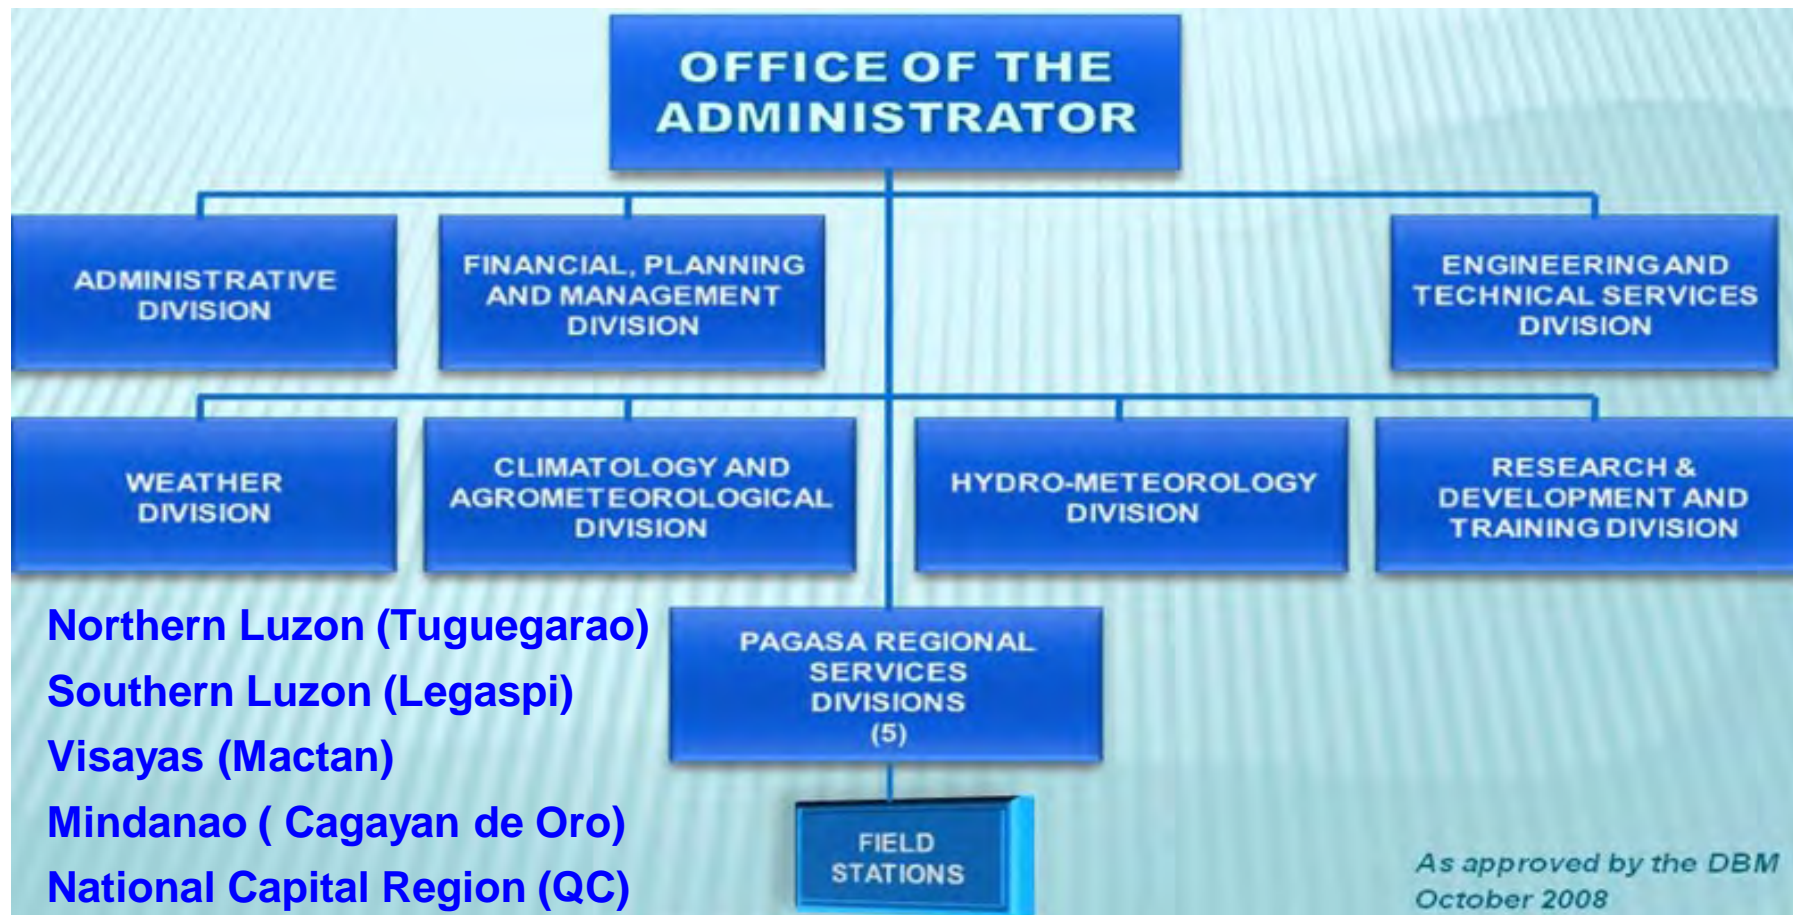 OFFICE OF THE
ADMINISTRATOR
ADMINISTRATIVE
DIVISION
FINANCIAL, PLANNING
AND MANAGEMENT
DIVISION
ENGINEERING AND
TECHNICAL SERVICES
DIVISION
WEATHER
DIVISION
CLIMATOLOGY AND
AGROMETEOROLOGICAL
DIVISION
HYDRO-METEOROLOGY
DIVISION
RESEARCH &
DEVELOPMENT AND
TRAINING DIVISION
Northern Luzon (Tuguegarao)
Southern Luzon (Legaspi)
Visayas (Mactan)
Mindanao ( Cagayan de Oro)
National Capital Region (QC)
PAGASA REGIONAL
SERVICES
DIVISIONS
(5)
FIELD
STATIONS
As approved by the DBM
October 2008